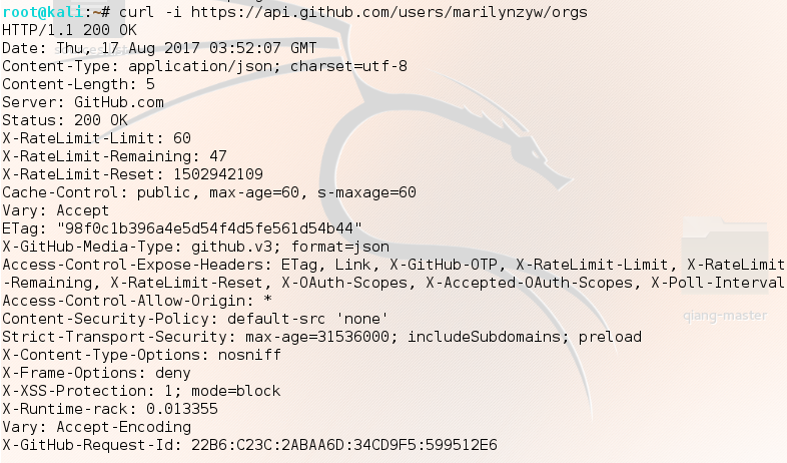 root@kali:~# curl -i https://api.github.com/users/marilynzyw/orgs
HTTP/1.1 200 OK
Date: Thu, 17 Aug 2017 03:52:07 GMT
Content-Type: application/json; charset=utf-8
Content-Length: 5
Server: GitHub.com
Status: 200 OK
X-RateLimit-Limit: 60
X-RateLimit-Remaining: 47
X-RateLimit-Reset: 1502942109
Cache-Control: public, max-age=60, s-maxage=60
Vary: Accept
ETag: "98f0c1b396a4e5d54f4d5fe561d54b44"
X-GitHub-Media-Type: github.v3; format=json
Access-Control-Expose-Headers: ETag, Link, X-GitHub-OTP, X-RateLimit-Limit, X-RateLimit
-Remaining, X-RateLimit-Reset, X-OAuth-Scopes, X-Accepted-OAuth-Scopes, X-Poll-Interval
Access-Control-Allow-Origin: *
Content-Security-Policy: default-src 'none'
qiang-master
Strict-Transport-Security: max-age=31536000; includeSubdomains; preload
X-Content-Type-Options: nosniff
X-Frame-Options: deny
X-XSS-Protection: 1; mode=block
X-Runtime-rack: 0.013355
Vary: Accept-Encoding
X-GitHub-Request-Id: 22B6:C23C:2ABAA6D:34CD9F5:599512E6